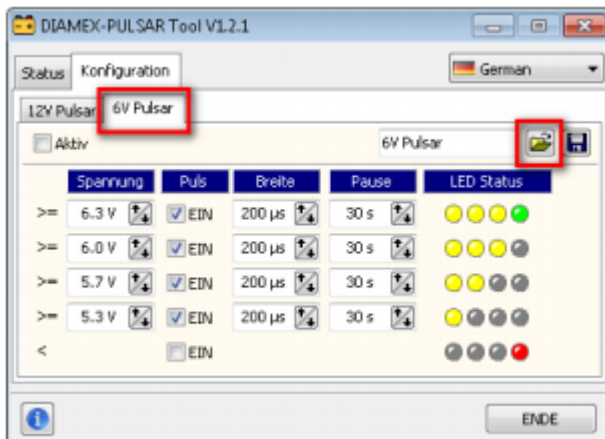 DIAMEX-PULSAR Tool V1.2.1
Status Konfiguration German
12V Pulsar 6V Pulsar
Aktiv 6V Pulsar
Spannung Puls Breite Pause LED Status
>= 6.3 V EIN 200 µs 30 s
>= 6.0 V EIN 200 µs 30 s
>= 5.7 V EIN 200 µs 30 s
>= 5.3 V EIN 200 µs 30 s
< EIN
ENDE